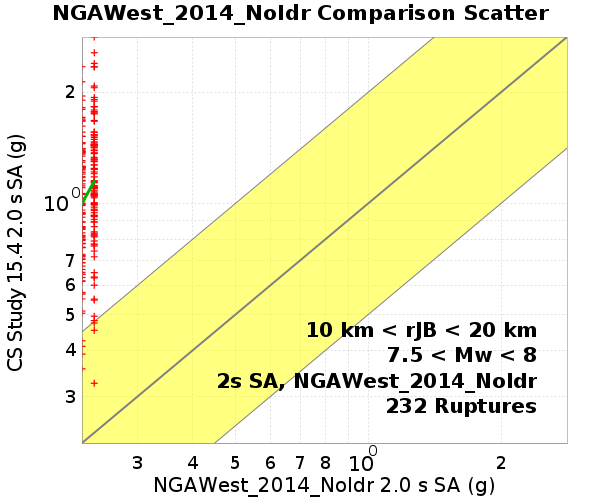 NGAWest_2014_NoIdr Comparison Scatter
CS Study 15.4 2.0 s SA (g)
2
10^0
7
6
5
4
3
10 km < rJB < 20 km
7.5 < Mw < 8
2s SA, NGAWest_2014_NoIdr
232 Ruptures
3 4 5 6 7 8 10^0 2
NGAWest_2014_NoIdr 2.0 s SA (g)